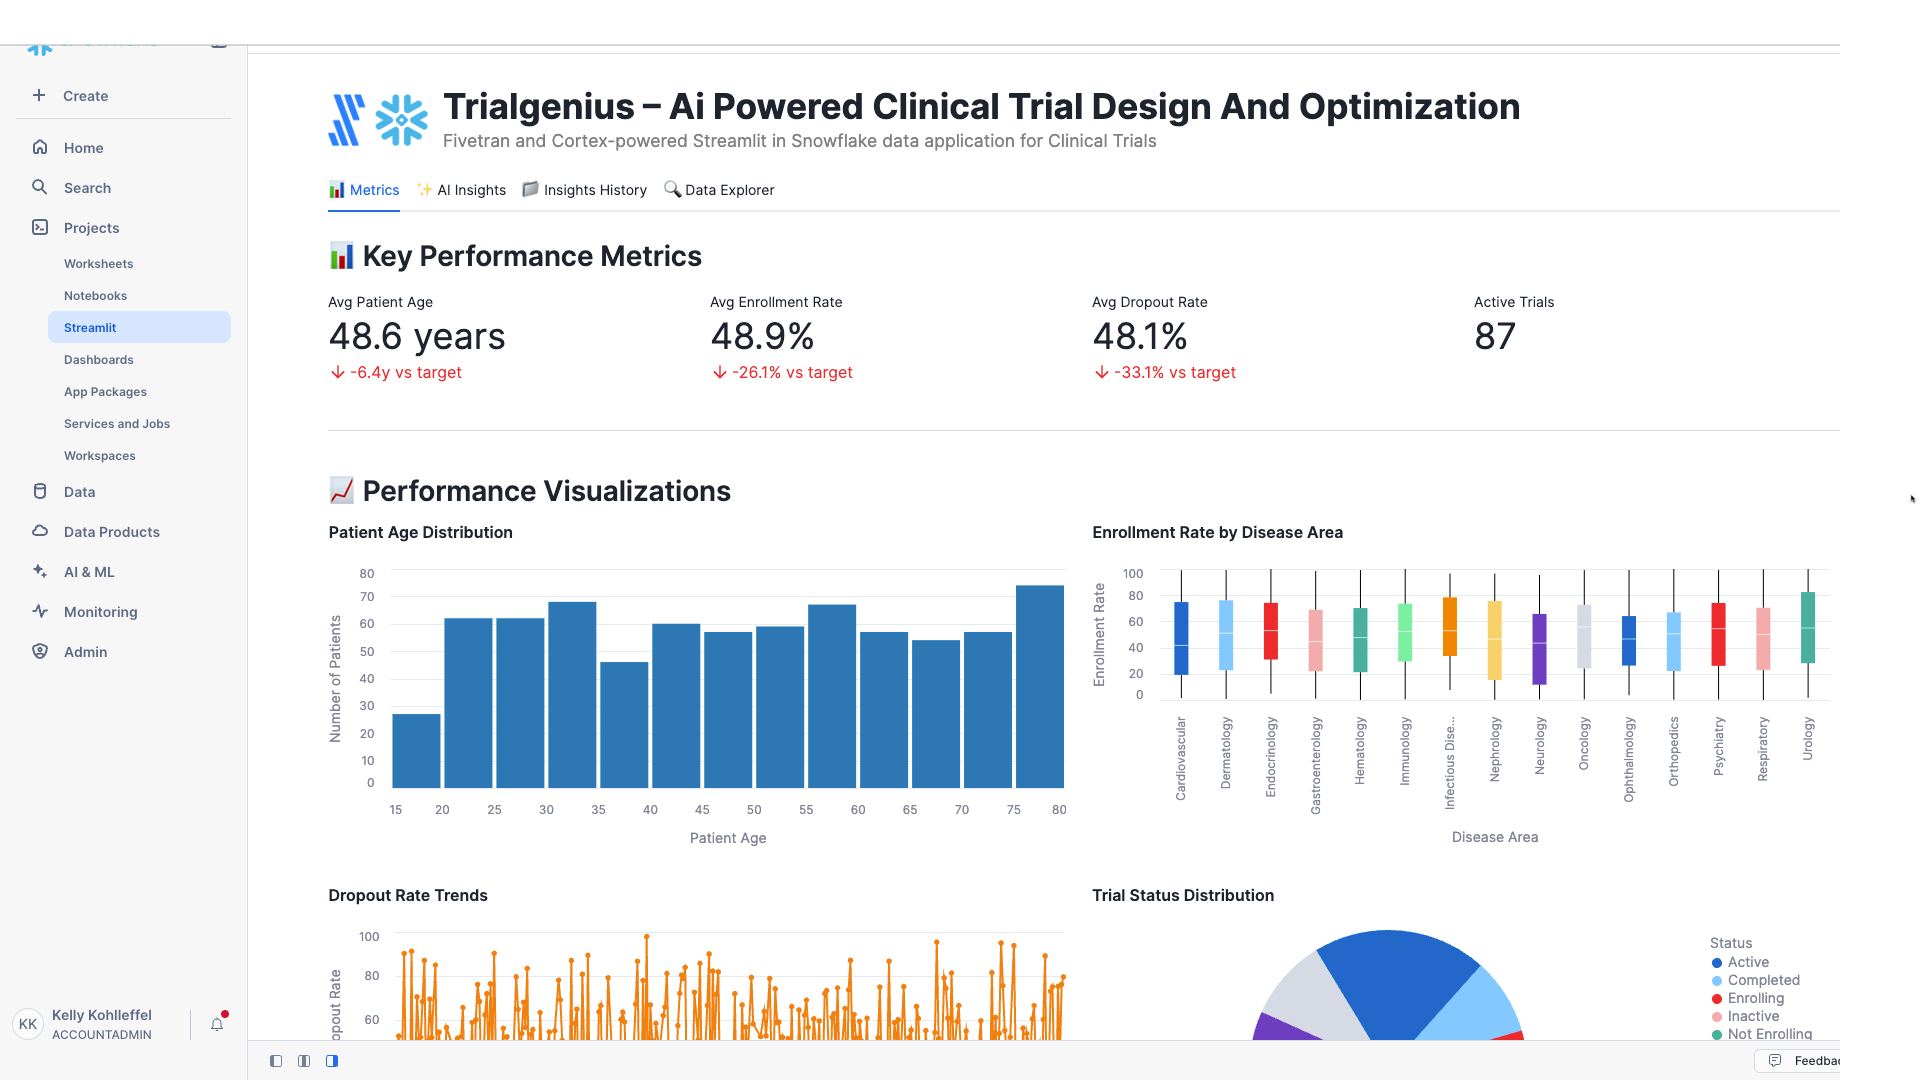 Create
Home
Search
Projects
Worksheets
Notebooks
Streamlit
Dashboards
App Packages
Services and Jobs
Workspaces
Data
Data Products
AI & ML
Monitoring
Admin
KK
Kelly Kohlleffel
ACCOUNTADMIN
Trialgenius – Ai Powered Clinical Trial Design And Optimization
Fivetran and Cortex-powered Streamlit in Snowflake data application for Clinical Trials
Metrics
AI Insights
Insights History
Data Explorer
Key Performance Metrics
Avg Patient Age
48.6 years
-6.4y vs target
Avg Enrollment Rate
48.9%
-26.1% vs target
Avg Dropout Rate
48.1%
-33.1% vs target
Active Trials
87
Performance Visualizations
Patient Age Distribution
Number of Patients
80
70
60
50
40
30
20
10
0
15 20 25 30 35 40 45 50 55 60 65 70 75 80
Patient Age
Enrollment Rate by Disease Area
Enrollment Rate
100
80
60
40
20
0
Cardiovascular
Dermatology
Endocrinology
Gastroenterology
Hematology
Immunology
Infectious Dise...
Nephrology
Neurology
Oncology
Ophthalmology
Orthopedics
Psychiatry
Respiratory
Urology
Disease Area
Dropout Rate Trends
opout Rate
100
80
60
Trial Status Distribution
Status
Active
Completed
Enrolling
Inactive
Not Enrolling
Feedbac